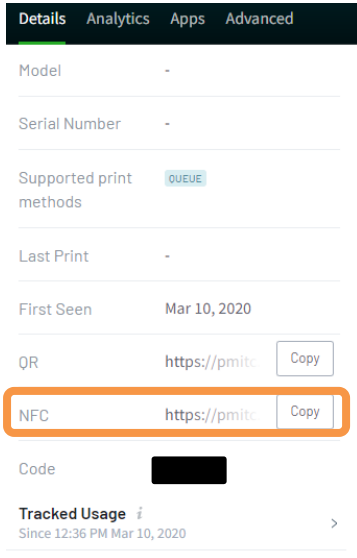 Details Analytics Apps Advanced
Model -
Serial Number -
Supported print QUEUE
methods
Last Print -
First Seen Mar 10, 2020
QR https://pmitc Copy
NFC https://pmitc Copy
Code
Tracked Usage i
Since 12:36 PM Mar 10, 2020